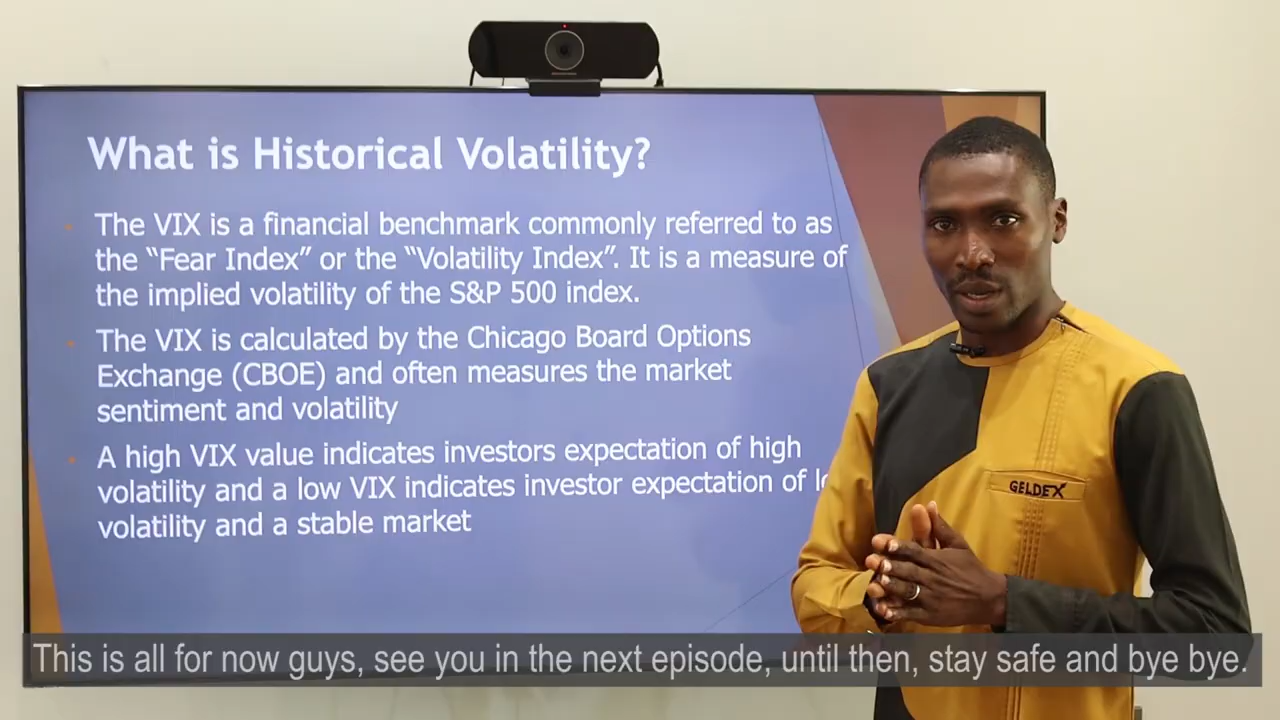 What is Historical Volatility?
The VIX is a financial benchmark commonly referred to as
the “Fear Index” or the “Volatility Index”. It is a measure of
the implied volatility of the S&P 500 index.
The VIX is calculated by the Chicago Board Options
Exchange (CBOE) and often measures the market
sentiment and volatility
A high VIX value indicates investors expectation of high
volatility and a low VIX indicates investor expectation of
volatility and a stable market
GELDEX
This is all for now guys, see you in the next episode, until then, stay safe and bye bye.